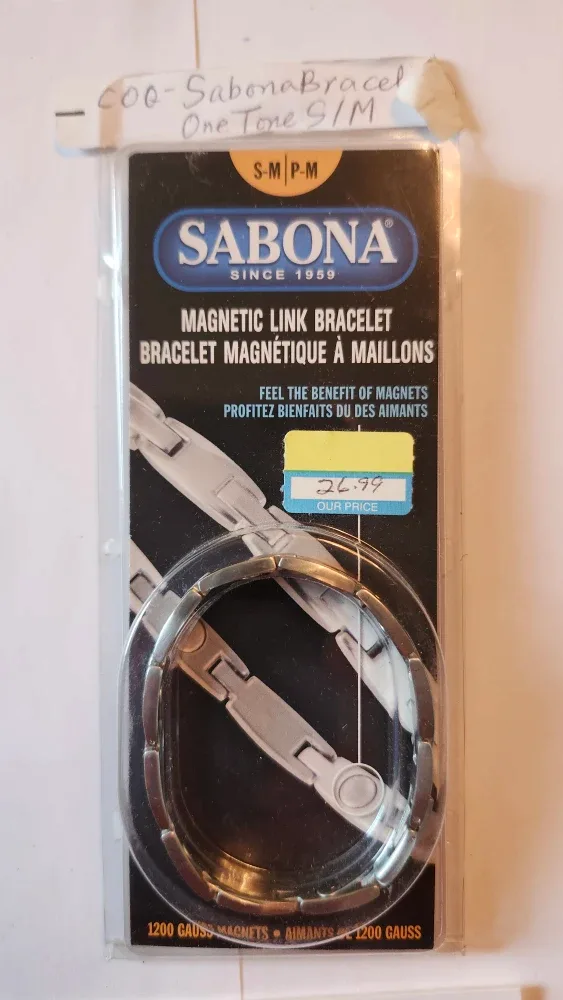 COQ-SabonaBracel
One Tone S/M
S-M|P-M
SABONA®
SINCE 1959
MAGNETIC LINK BRACELET
BRACELET MAGNÉTIQUE À MAILLONS
FEEL THE BENEFIT OF MAGNETS
PROFITEZ BIENFAITS DU DES AIMANTS
26.99
OUR PRICE
1200 GAUSS MAGNETS • AIMANTS DE 1200 GAUSS